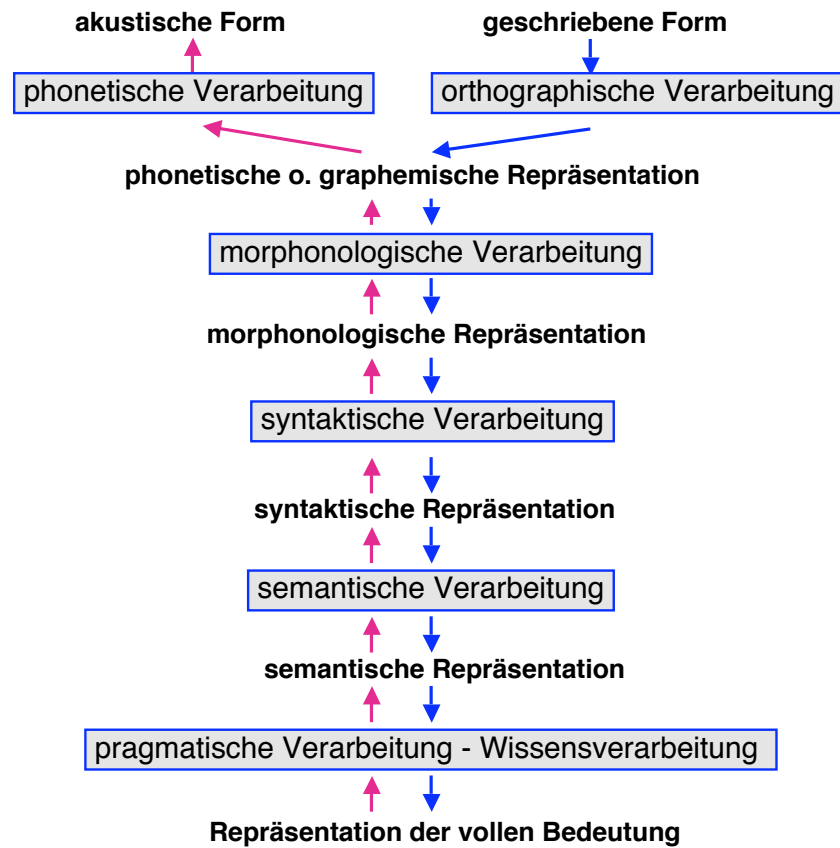 akustische Form
geschriebene Form
phonetische Verarbeitung
orthographische Verarbeitung
phonetische o. graphemische Repräsentation
morphonologische Verarbeitung
morphonologische Repräsentation
syntaktische Verarbeitung
syntaktische Repräsentation
semantische Verarbeitung
semantische Repräsentation
pragmatische Verarbeitung - Wissensverarbeitung
Repräsentation der vollen Bedeutung